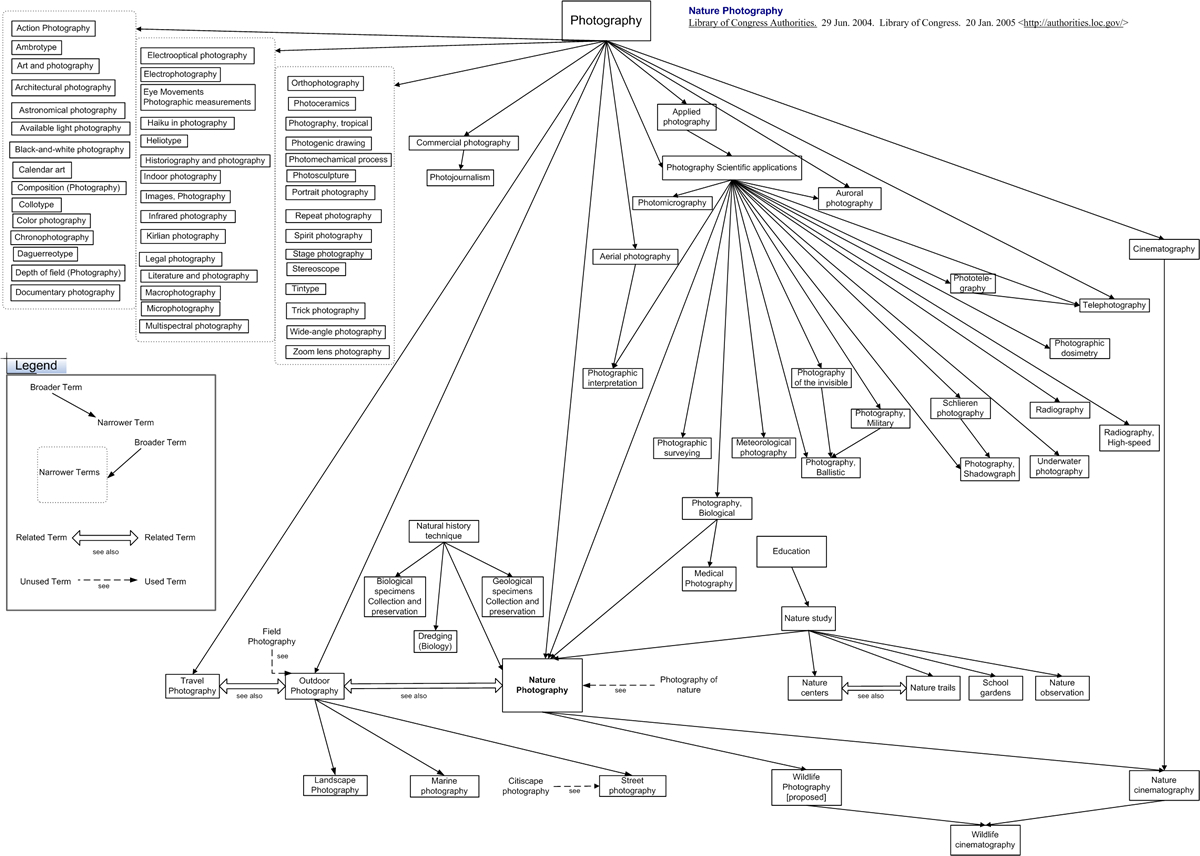 Nature Photography
Library of Congress Authorities. 29 Jun. 2004. Library of Congress. 20 Jan. 2005 <http://authorities.loc.gov/>
Photography
Action Photography
Ambrotype
Art and photography
Architectural photography
Astronomical photography
Available light photography
Black-and-white photography
Calendar art
Composition (Photography)
Collotype
Color photography
Chronophotography
Daguerreotype
Depth of field (Photography)
Documentary photography
Electrooptical photography
Electrophotography
Eye Movements
Photographic measurements
Haiku in photography
Heliotype
Historiography and photography
Indoor photography
Images, Photography
Infrared photography
Kirlian photography
Legal photography
Literature and photography
Macrophotography
Microphotography
Multispectral photography
Orthophotography
Photoceramics
Photography, tropical
Photogenic drawing
Photomechanical process
Photosculpture
Portrait photography
Repeat photography
Spirit photography
Stage photography
Stereoscope
Tintype
Trick photography
Wide-angle photography
Zoom lens photography
Commercial photography
Photojournalism
Applied
photography
Photography Scientific applications
Photomicrography
Auroral
photography
Aerial photography
Cinematography
Phototele-
graphy
Telephotography
Photographic
dosimetry
Photographic
interpretation
Photography
of the invisible
Photography,
Military
Schlieren
photography
Radiography
Radiography,
High-speed
Photographic
surveying
Meteorological
photography
Photography,
Ballistic
Photography,
Shadowgraph
Underwater
photography
Photography,
Biological
Medical
Photography
Legend
Broader Term
Narrower Term
Broader Term
Narrower Terms
Related Term
see also
Related Term
Unused Term
see
Used Term
Natural history
technique
Biological
specimens
Collection and
preservation
Geological
specimens
Collection and
preservation
Dredging
(Biology)
Education
Nature study
Nature
centers
see also
Nature trails
School
gardens
Nature
observation
Field
Photography
see
Travel
Photography
see also
Outdoor
Photography
see also
Nature
Photography
see
Photography of
nature
Landscape
Photography
Marine
photography
Citiscape
photography
see
Street
photography
Wildlife
Photography
[proposed]
Nature
cinematography
Wildlife
cinematography